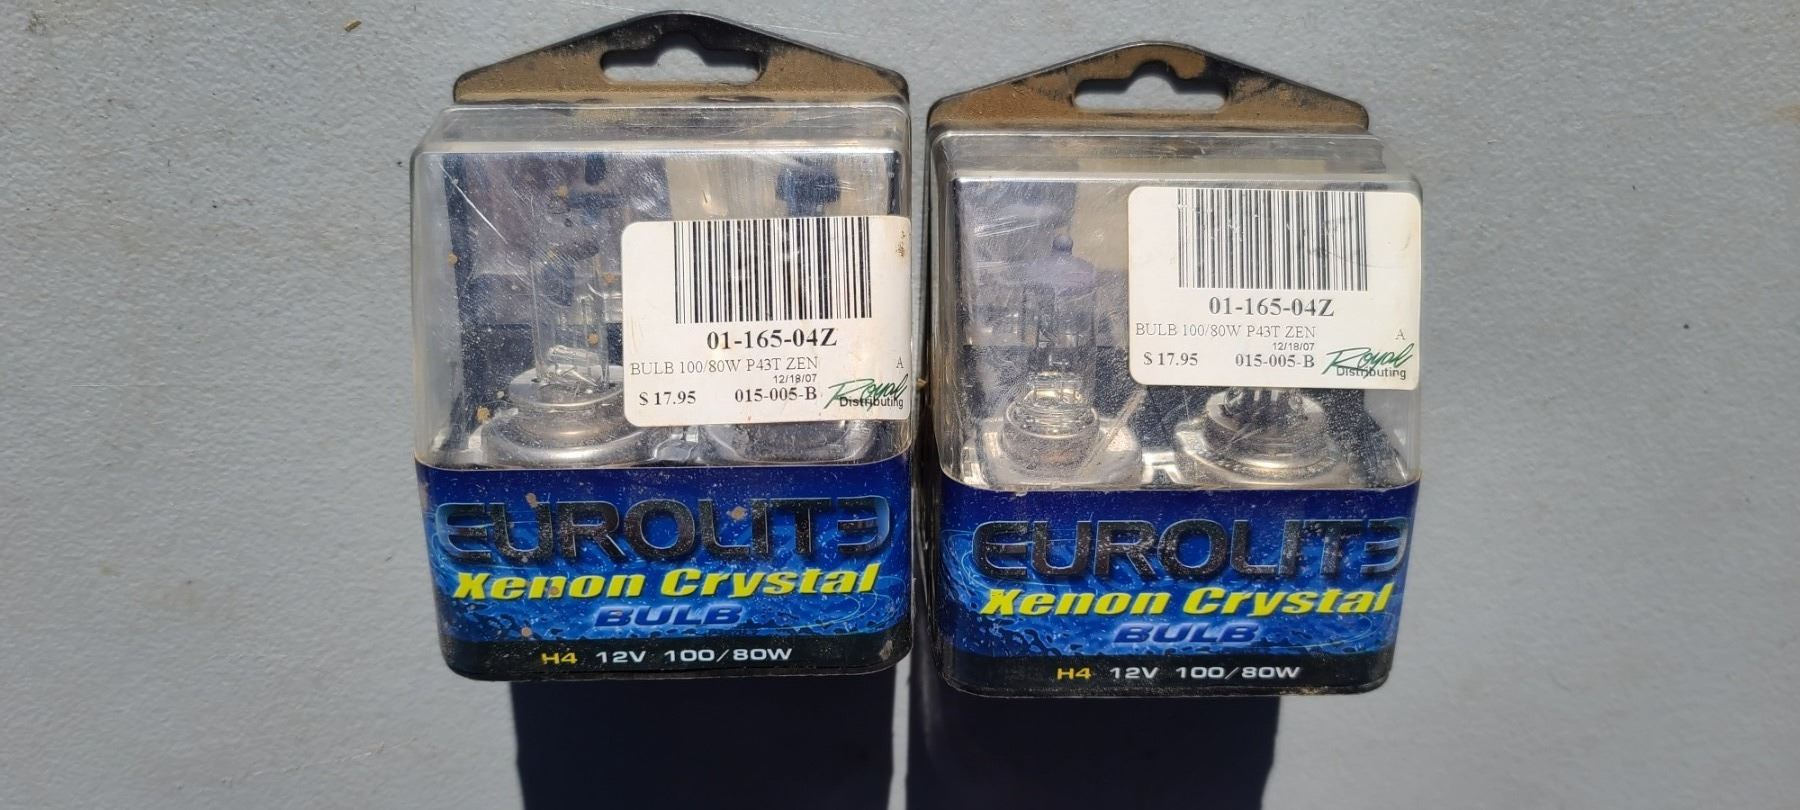 01-165-04Z
BULB 100/80W P43T ZEN A
12/18/07
$ 17.95 015-005-B Royal Distributing
EUROLITE
Xenon Crystal
BULB
H4 12V 100/80W
01-165-04Z
BULB 100/80W P43T ZEN A
12/18/07
$ 17.95 015-005-B Royal Distributing
EUROLITE
Xenon Crystal
BULB
H4 12V 100/80W